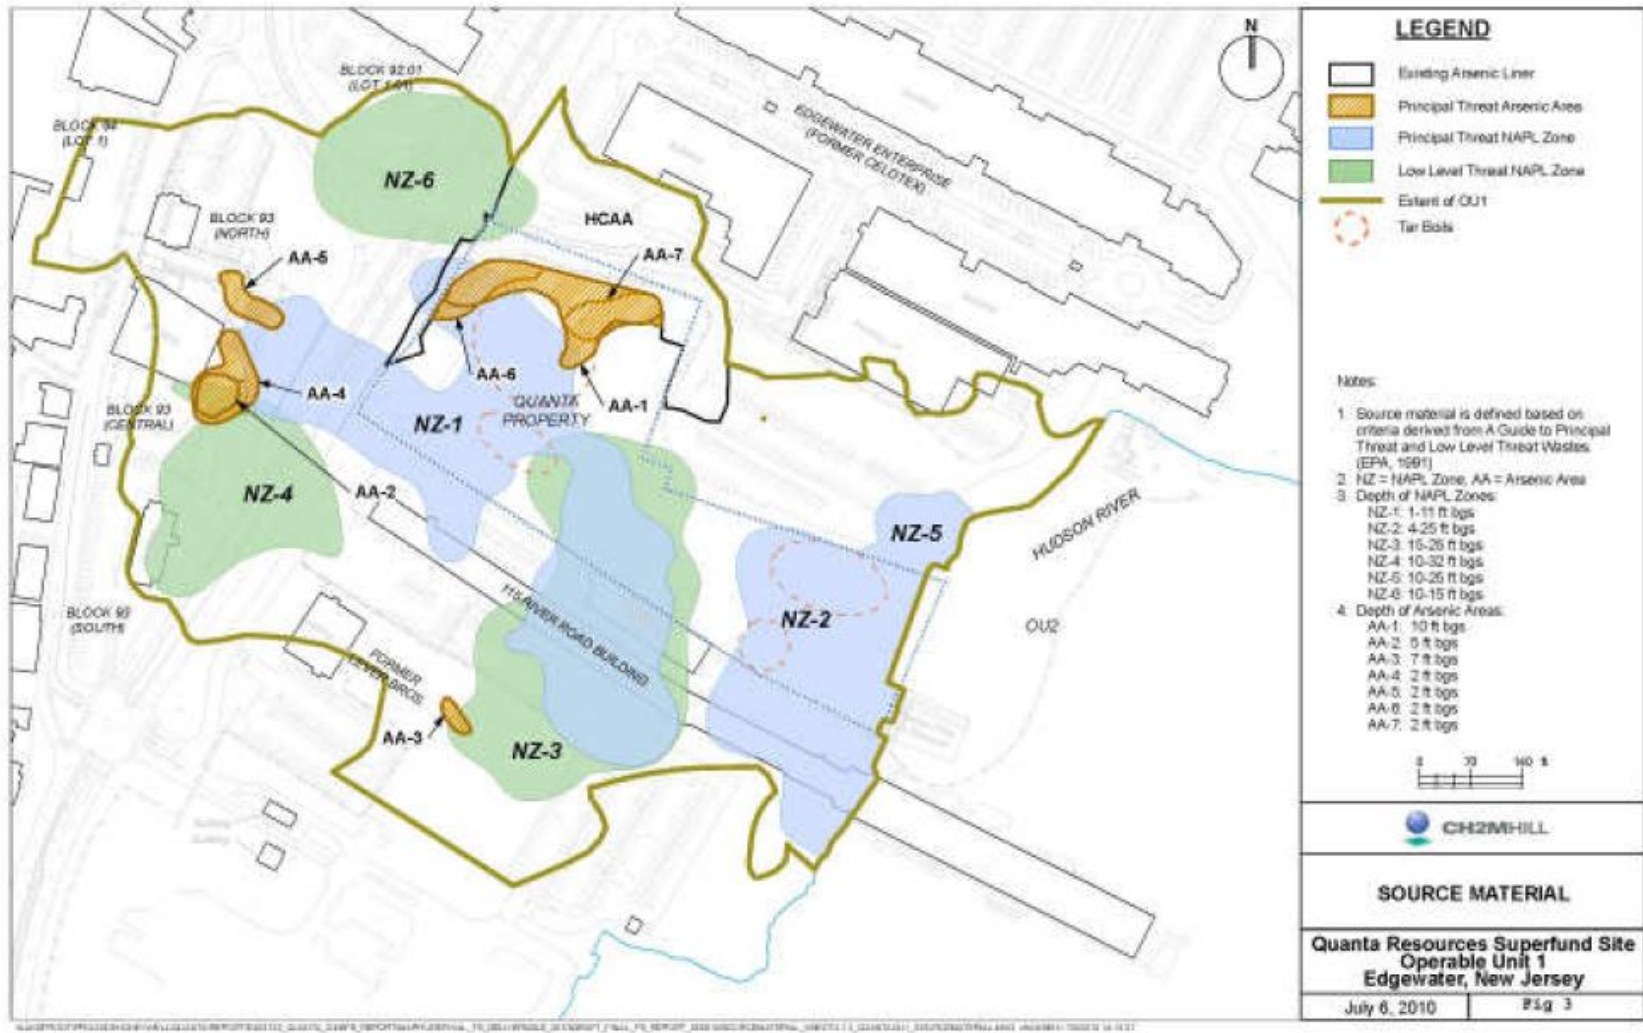 BLOCK 92.01
BLOCK 94
(LOT 1)
NZ-6
N
EDGEWATER ENTERPRISE
(FORMER CELOTEX)
BLOCK 93
(NORTH)
HCAA
AA-5
AA-7
AA-6
AA-4
AA-1
QUANTA
PROPERTY
BLOCK 93
(CENTRAL)
NZ-1
NZ-4
AA-2
NZ-5
HUDSON RIVER
115 RIVER ROAD BUILDING
NZ-2
OU2
BLOCK 93
(SOUTH)
FORMER
LEVER BROS.
AA-3
NZ-3
LEGEND
Existing Arsenic Liner
Principal Threat Arsenic Area
Principal Threat NAPL Zone
Low Level Threat NAPL Zone
Extent of OU1
Tar Boils
Notes:
1 Source material is defined based on
criteria derived from A Guide to Principal
Threat and Low Level Threat Wastes.
(EPA, 1991)
2 NZ = NAPL Zone, AA = Arsenic Area
3 Depth of NAPL Zones:
NZ-1: 1-11 ft bgs
NZ-2: 4-25 ft bgs
NZ-3: 15-26 ft bgs
NZ-4: 10-32 ft bgs
NZ-5: 10-25 ft bgs
NZ-6: 10-15 ft bgs
4 Depth of Arsenic Areas:
AA-1: 10 ft bgs
AA-2: 5 ft bgs
AA-3: 7 ft bgs
AA-4: 2 ft bgs
AA-5: 2 ft bgs
AA-6: 2 ft bgs
AA-7: 2 ft bgs
0 70 140 ft
CH2MHILL
SOURCE MATERIAL
Quanta Resources Superfund Site
Operable Unit 1
Edgewater, New Jersey
July 6, 2010
Fig 3